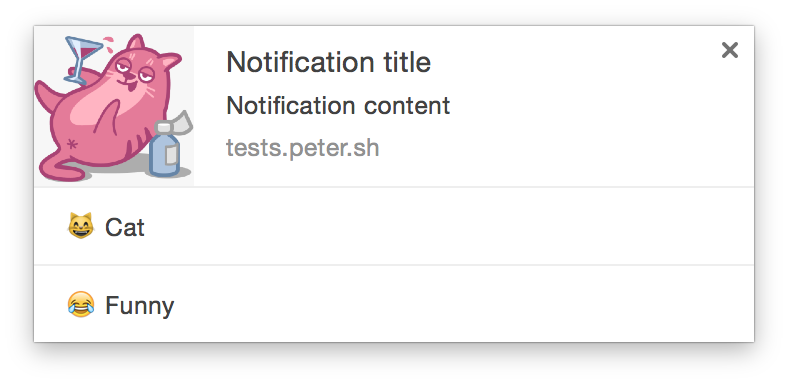 Notification title
Notification content
tests.peter.sh
😸 Cat
😂 Funny